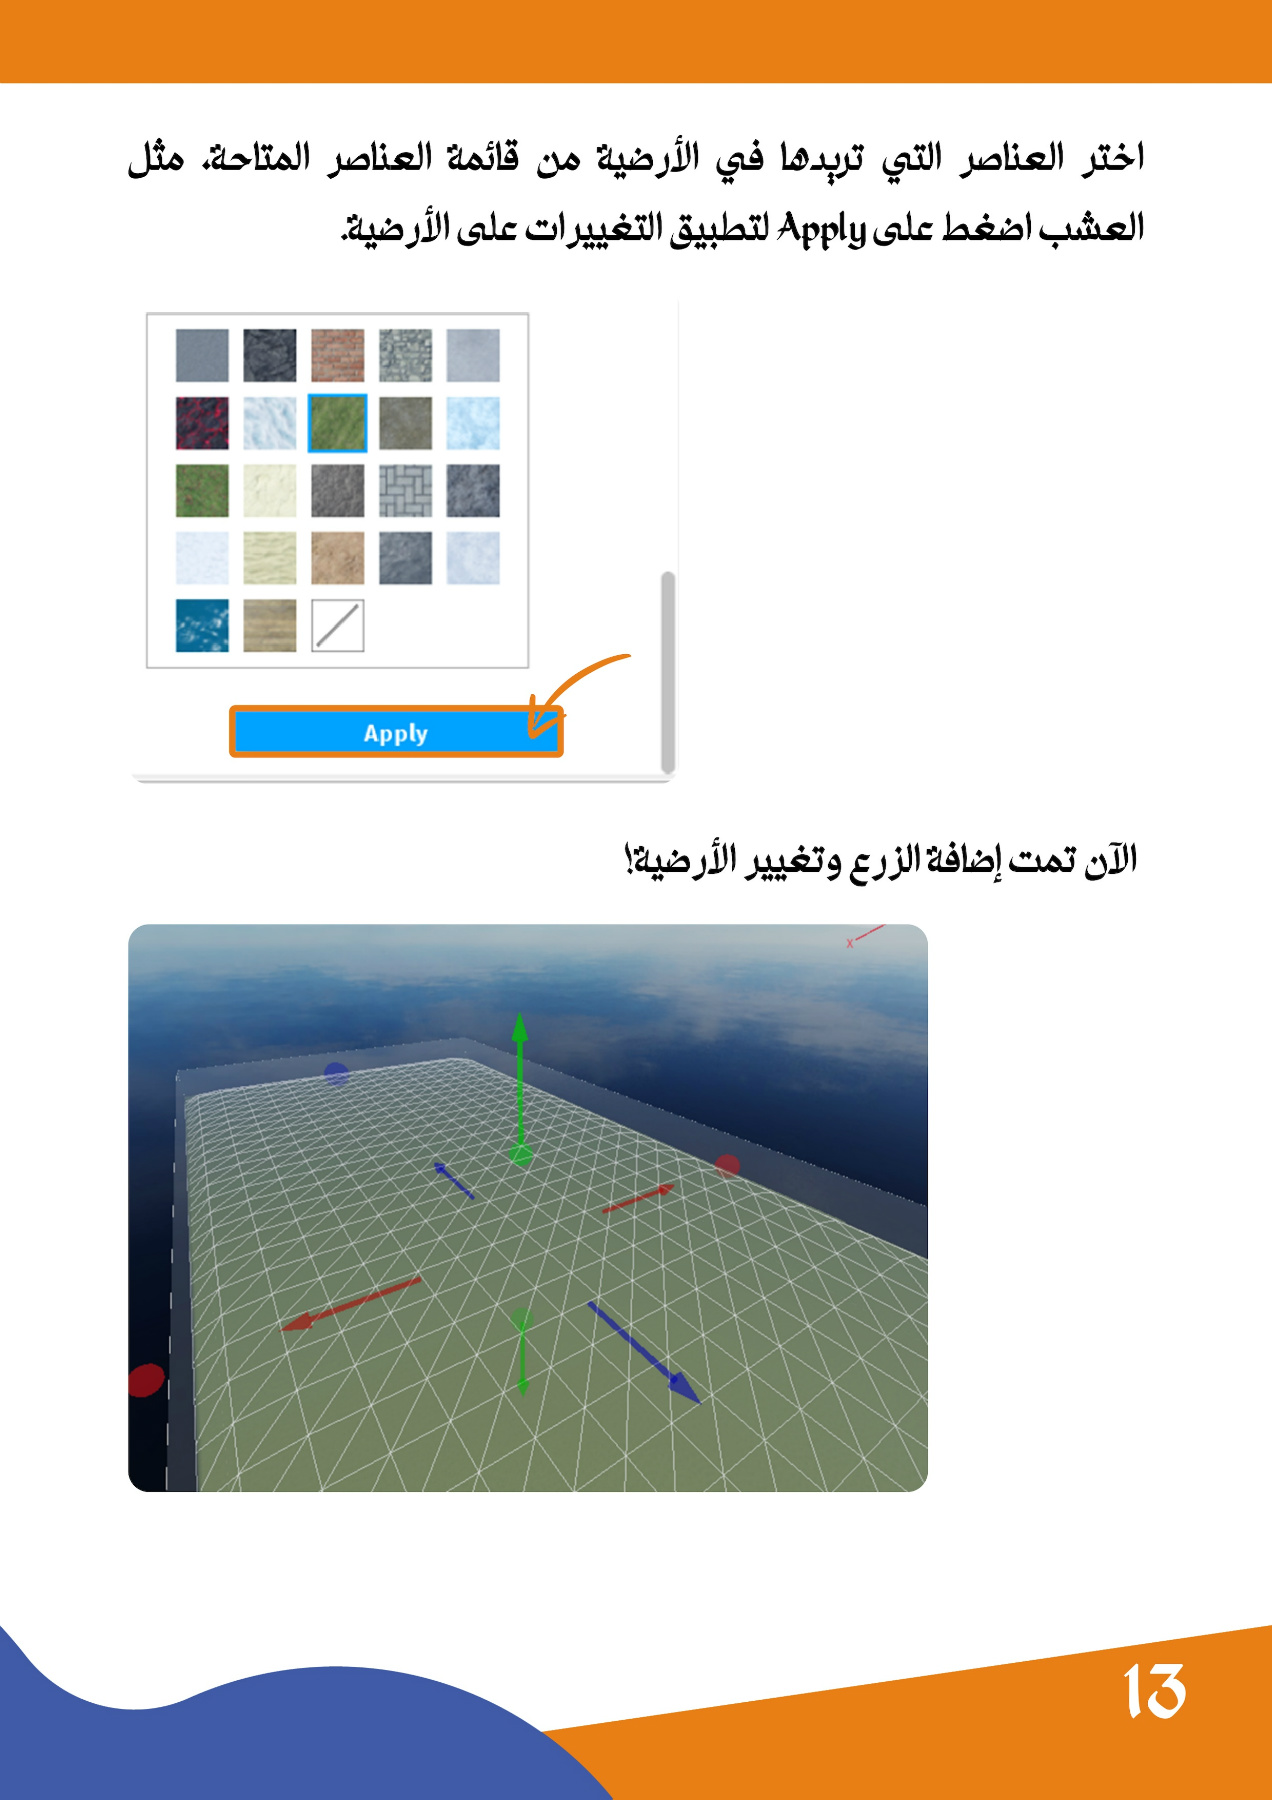 اختر العناصر التي تريدها في الأرضية من قائمة العناصر المتاحة، مثل
العشب اضغط على Apply لتطبيق التغييرات على الأرضية.
Apply
الآن تمت إضافة الزرع وتغيير الأرضية!
X
13